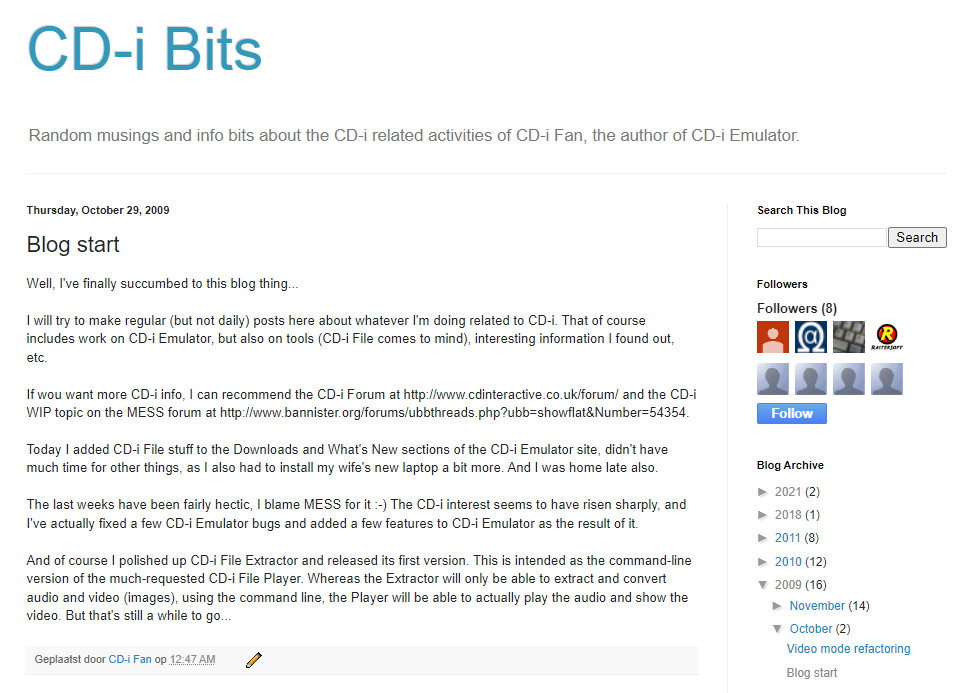 CD-i Bits
Random musings and info bits about the CD-i related activities of CD-i Fan, the author of CD-i Emulator.
Thursday, October 29, 2009
Blog start
Well, I've finally succumbed to this blog thing...
I will try to make regular (but not daily) posts here about whatever I'm doing related to CD-i. That of course
includes work on CD-i Emulator, but also on tools (CD-i File comes to mind), interesting information I found out,
etc.
If wou want more CD-i info, I can recommend the CD-i Forum at http://www.cdinteractive.co.uk/forum/ and the CD-i
WIP topic on the MESS forum at http://www.bannister.org/forums/ubbthreads.php?ubb=showflat&Number=54354.
Today I added CD-i File stuff to the Downloads and What's New sections of the CD-i Emulator site, didn't have
much time for other things, as I also had to install my wife's new laptop a bit more. And I was home late also.
The last weeks have been fairly hectic, I blame MESS for it :-) The CD-i interest seems to have risen sharply, and
I've actually fixed a few CD-i Emulator bugs and added a few features to CD-i Emulator as the result of it.
And of course I polished up CD-i File Extractor and released its first version. This is intended as the command-line
version of the much-requested CD-i File Player. Whereas the Extractor will only be able to extract and convert
audio and video (images), using the command line, the Player will be able to actually play the audio and show the
video. But that's still a while to go...
Geplaatst door CD-i Fan op 12:47 AM
Search This Blog
Search
Followers
Followers (8)
@
R
RASTERSOFT
Follow
Blog Archive
► 2021 (2)
► 2018 (1)
► 2011 (8)
► 2010 (12)
▼ 2009 (16)
► November (14)
▼ October (2)
Video mode refactoring
Blog start